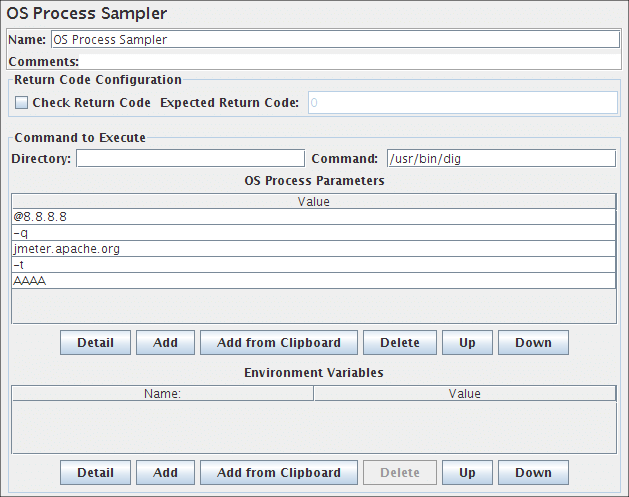 OS Process Sampler
Name: OS Process Sampler
Comments:
Return Code Configuration
Check Return Code Expected Return Code: 0
Command to Execute
Directory: Command: /usr/bin/dig
OS Process Parameters
Value
@8.8.8.8
-q
jmeter.apache.org
-t
AAAA
Detail Add Add from Clipboard Delete Up Down
Environment Variables
Name: Value
Detail Add Add from Clipboard Delete Up Down